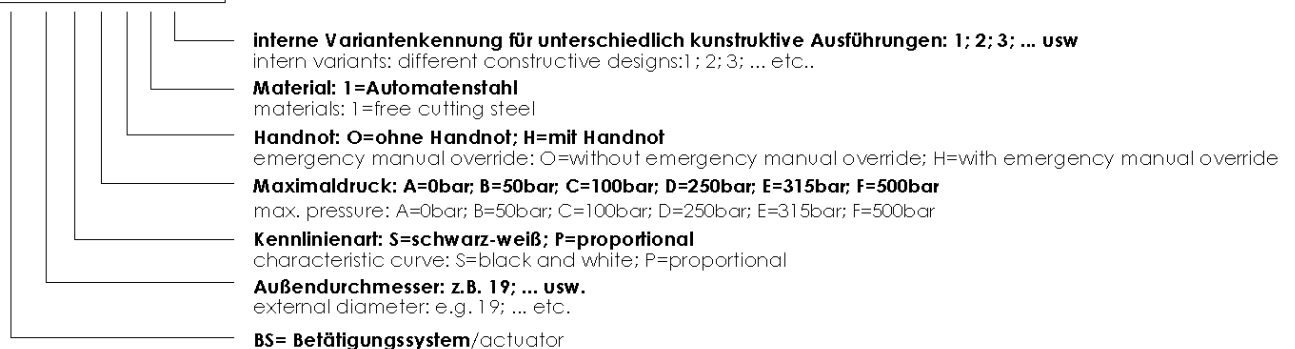 interne Variantenkennung für unterschiedlich kunstruktive Ausführungen: 1; 2; 3; ... usw
intern variants: different constructive designs:1; 2; 3; ... etc..
Material: 1=Automatenstahl
materials: 1=free cutting steel
Handnot: O=ohne Handnot; H=mit Handnot
emergency manual override: O=without emergency manual override; H=with emergency manual override
Maximaldruck: A=0bar; B=50bar; C=100bar; D=250bar; E=315bar; F=500bar
max. pressure: A=0bar; B=50bar; C=100bar; D=250bar; E=315bar; F=500bar
Kennlinienart: S=schwarz-weiß; P=proportional
characteristic curve: S=black and white; P=proportional
Außendurchmesser: z.B. 19; ... usw.
external diameter: e.g. 19; ... etc.
BS= Betätigungssystem/actuator